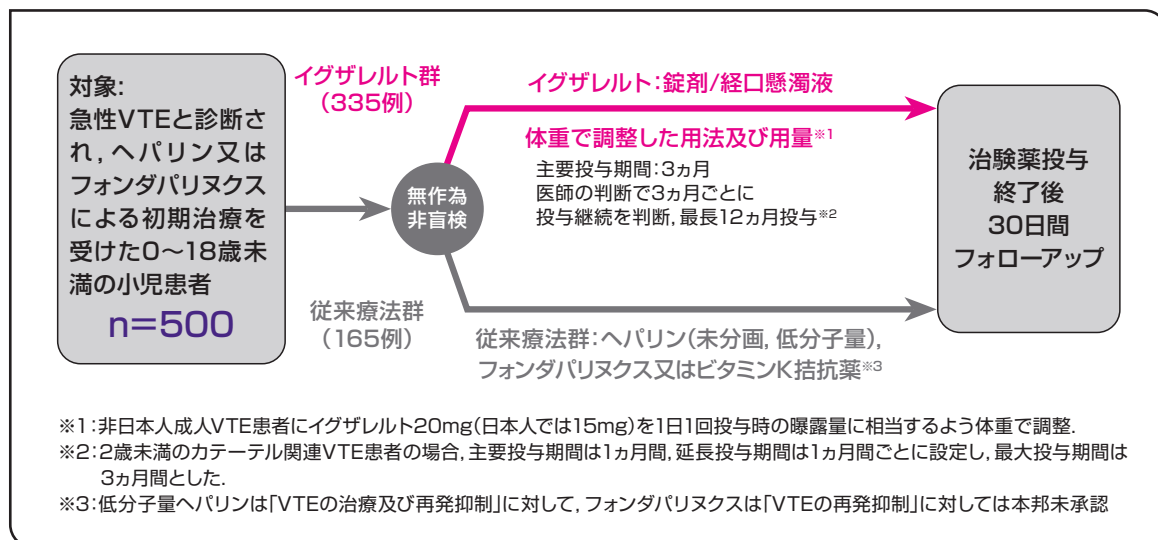 対象:
急性VTEと診断さ
れ,ヘパリン又は
フォンダパリヌクス
による初期治療を
受けた0〜18歳未
満の小児患者
n=500
イグザレルト群
(335例)
無作為
非盲検
従来療法群
(165例)
イグザレルト:錠剤/経口懸濁液
体重で調整した用法及び用量※1
主要投与期間:3ヵ月
医師の判断で3ヵ月ごとに
投与継続を判断,最長12ヵ月投与※2
従来療法群:ヘパリン(未分画,低分子量),
フォンダパリヌクス又はビタミンK拮抗薬※3
治験薬投与
終了後
30日間
フォローアップ
※1:非日本人成人VTE患者にイグザレルト20mg(日本人では15mg)を1日1回投与時の曝露量に相当するよう体重で調整.
※2:2歳未満のカテーテル関連VTE患者の場合,主要投与期間は1ヵ月間,延長投与期間は1ヵ月間ごとに設定し,最大投与期間は
3ヵ月間とした.
※3:低分子量ヘパリンは「VTEの治療及び再発抑制」に対して,フォンダパリヌクスは「VTEの再発抑制」に対しては本邦未承認